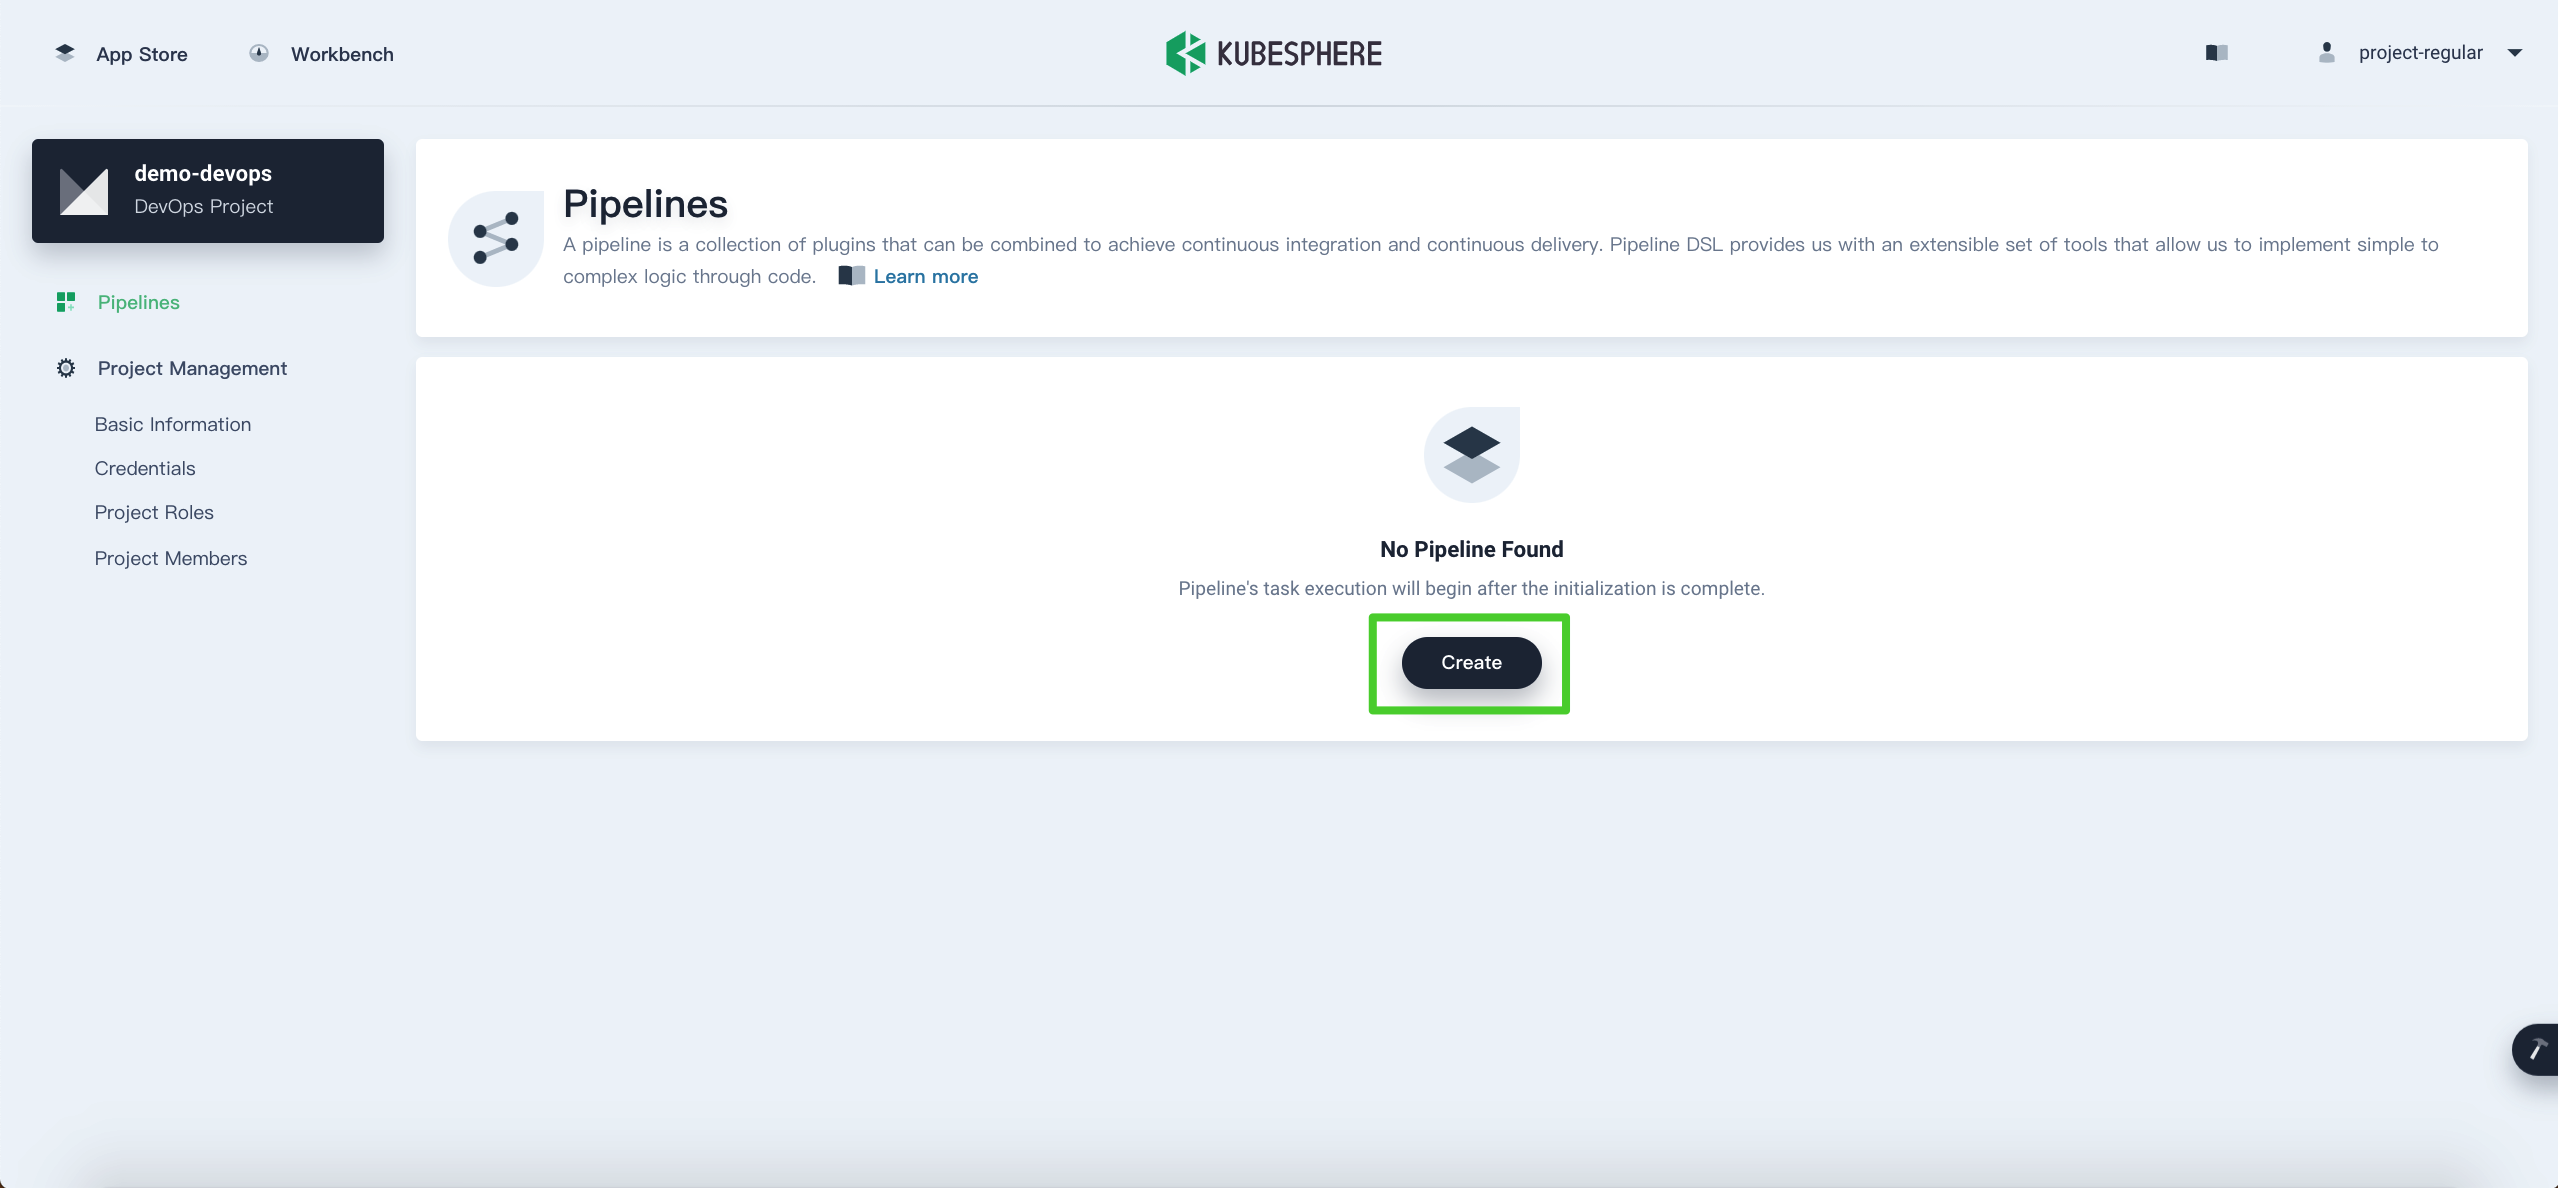 App Store
Workbench
KUBESPHERE
project-regular
demo-devops
DevOps Project
Pipelines
Project Management
Basic Information
Credentials
Project Roles
Project Members
Pipelines
A pipeline is a collection of plugins that can be combined to achieve continuous integration and continuous delivery. Pipeline DSL provides us with an extensible set of tools that allow us to implement simple to
complex logic through code. Learn more
No Pipeline Found
Pipeline's task execution will begin after the initialization is complete.
Create